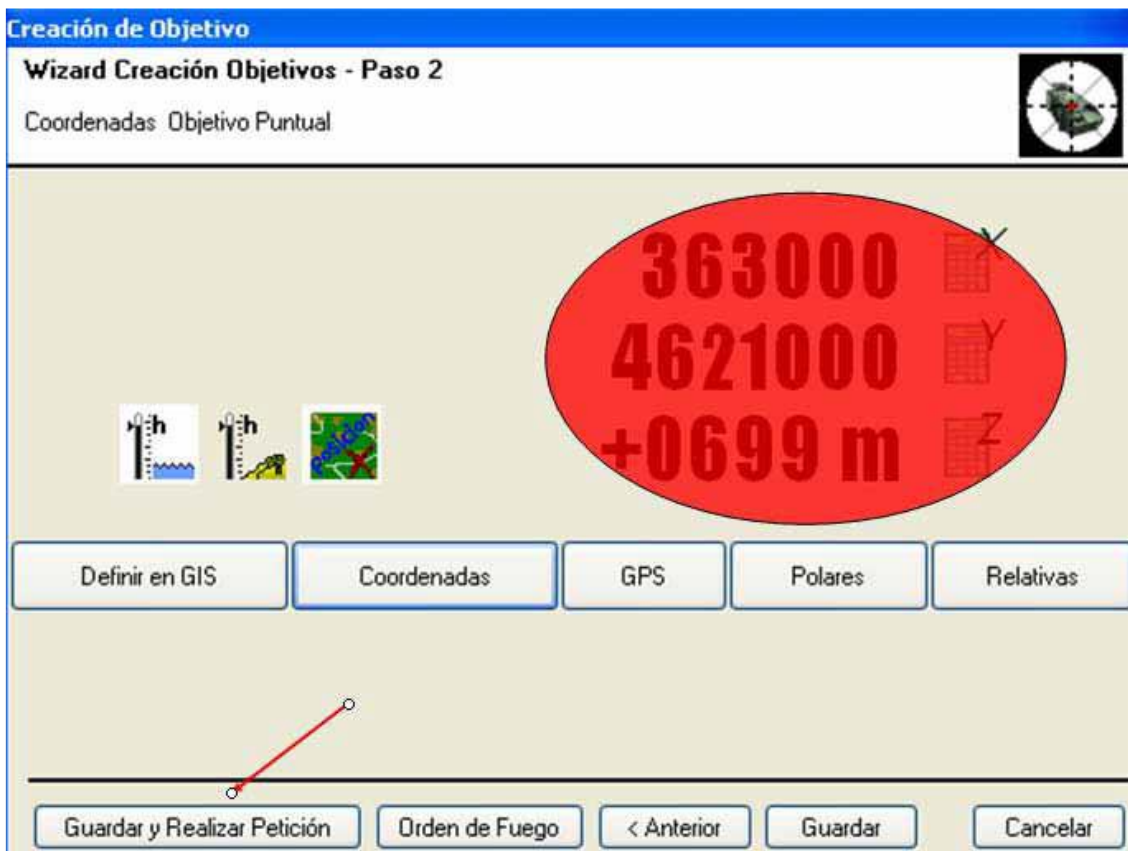 Creación de Objetivo
Wizard Creación Objetivos - Paso 2
Coordenadas Objetivo Puntual
363000 X
4621000 Y
+0699 m Z
h h posicion
Definir en GIS Coordenadas GPS Polares Relativas
Guardar y Realizar Petición Orden de Fuego < Anterior Guardar Cancelar